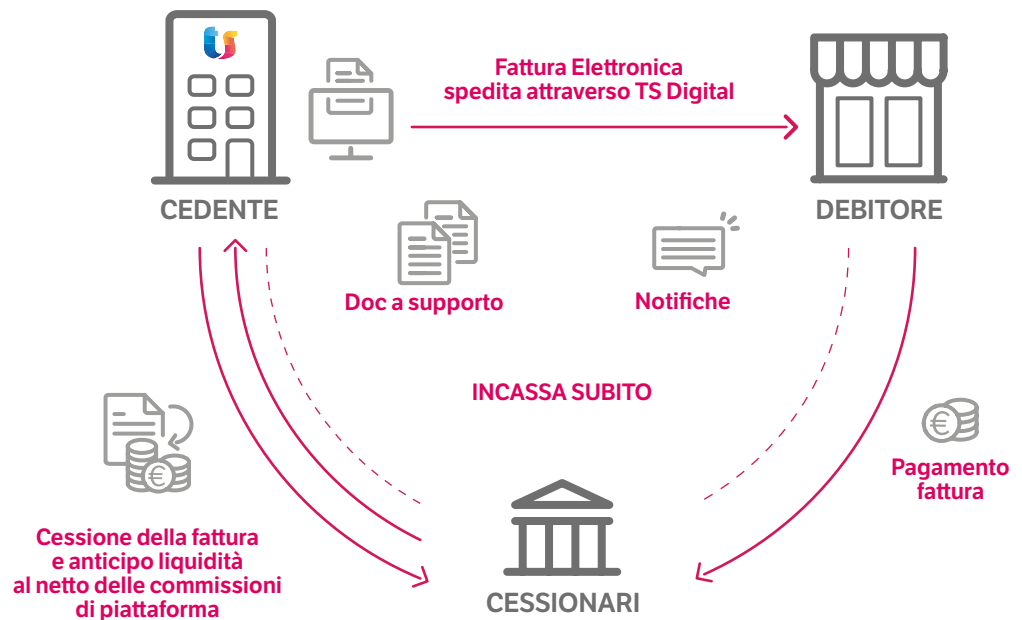 Fattura Elettronica
spedita attraverso TS Digital
CEDENTE
DEBITORE
Doc a supporto
Notifiche
INCASSA SUBITO
Pagamento
fattura
Cessione della fattura
e anticipo liquidità
al netto delle commissioni
di piattaforma
CESSIONARI